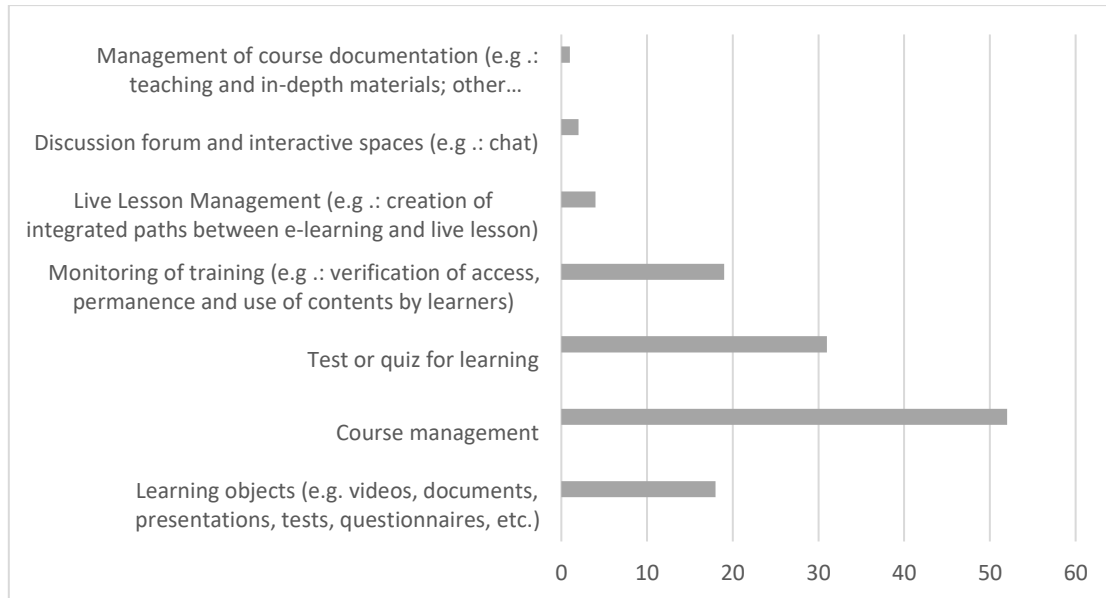 Management of course documentation (e.g .:
teaching and in-depth materials; other…
Discussion forum and interactive spaces (e.g .: chat)
Live Lesson Management (e.g .: creation of
integrated paths between e-learning and live lesson)
Monitoring of training (e.g .: verification of access,
permanence and use of contents by learners)
Test or quiz for learning
Course management
Learning objects (e.g. videos, documents,
presentations, tests, questionnaires, etc.)
0 10 20 30 40 50 60